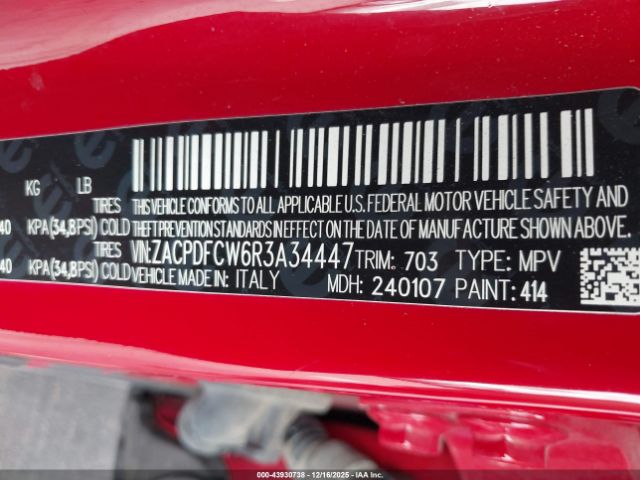 KG LB
TIRES THIS VEHICLE CONFORMS TO ALL APPLICABLE U.S. FEDERAL MOTOR VEHICLE SAFETY AND
40 KPA(34,8PSI) COLD THEFT PREVENTION STANDARDS IN EFFECT ON THE DATE OF MANUFACTURE SHOWN ABOVE.
TIRES VIN:ZACPDFCW6R3A34447 TRIM: 703 TYPE: MPV
40 KPA(34,8PSI) COLD VEHICLE MADE IN: ITALY MDH: 240107 PAINT: 414
© 000-43930738 - 12/16/2025 - IAAI.COM